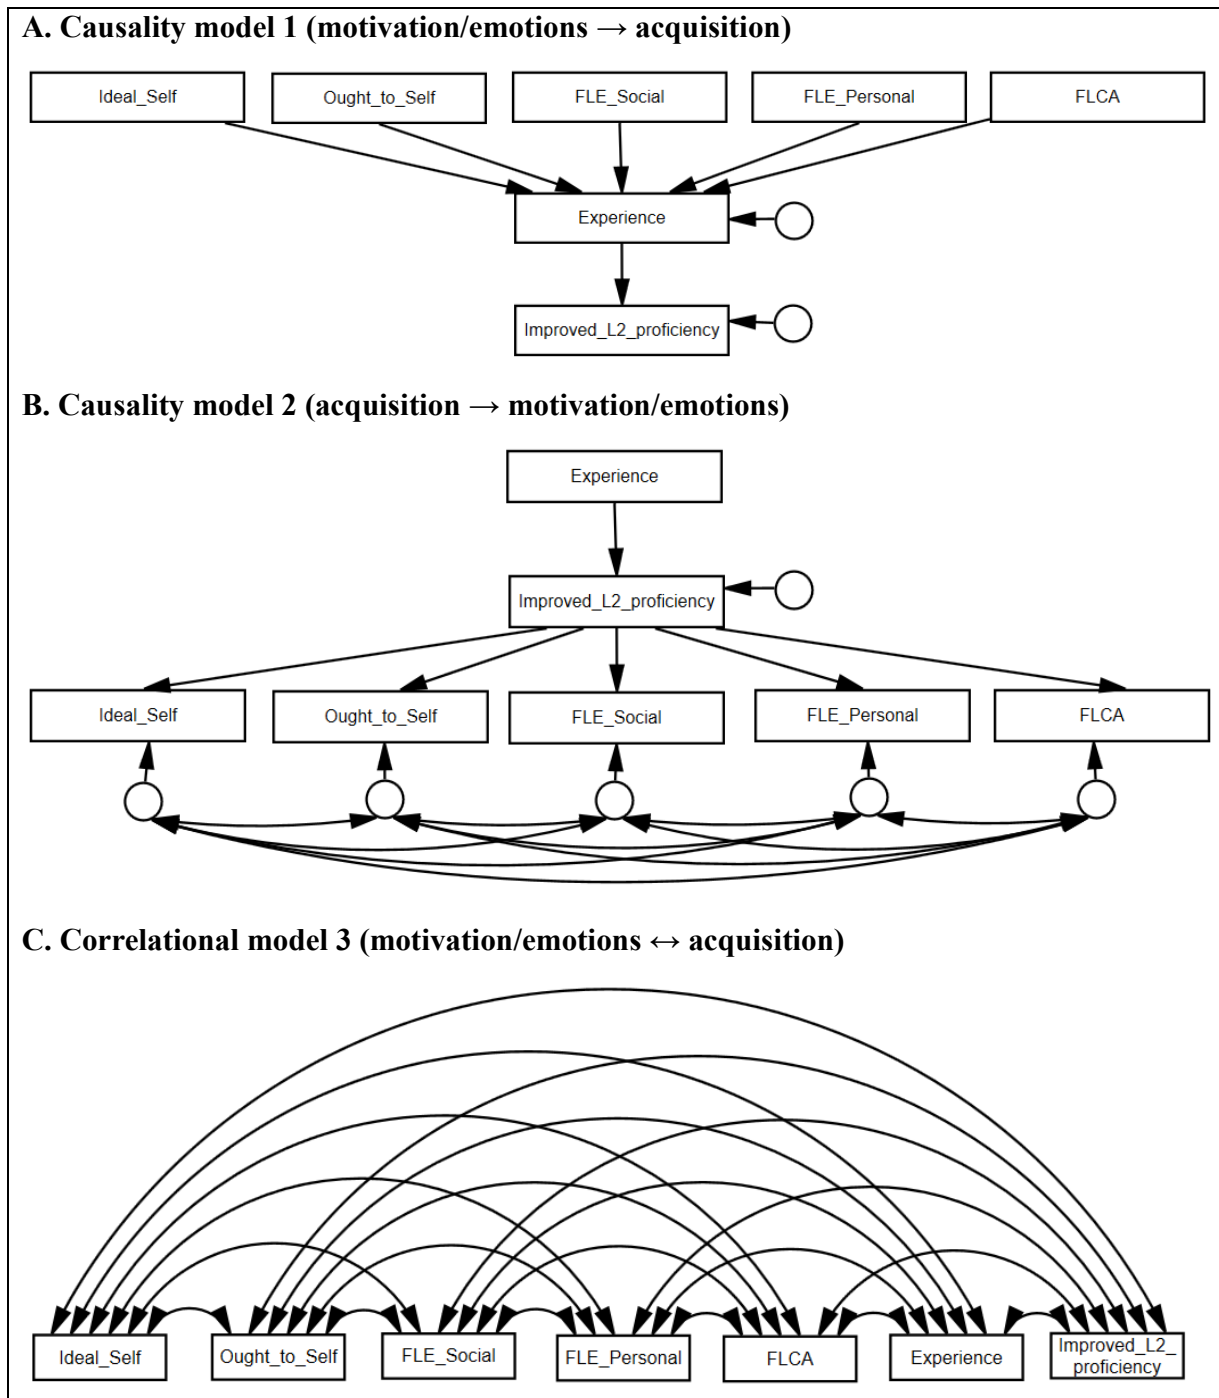 A. Causality model 1 (motivation/emotions → acquisition)
Ideal_Self
Ought_to_Self
FLE_Social
FLE_Personal
FLCA
Experience
Improved_L2_proficiency
B. Causality model 2 (acquisition → motivation/emotions)
Experience
Improved_L2_proficiency
Ideal_Self
Ought_to_Self
FLE_Social
FLE_Personal
FLCA
C. Correlational model 3 (motivation/emotions ↔ acquisition)
Ideal_Self
Ought_to_Self
FLE_Social
FLE_Personal
FLCA
Experience
Improved_L2_
proficiency